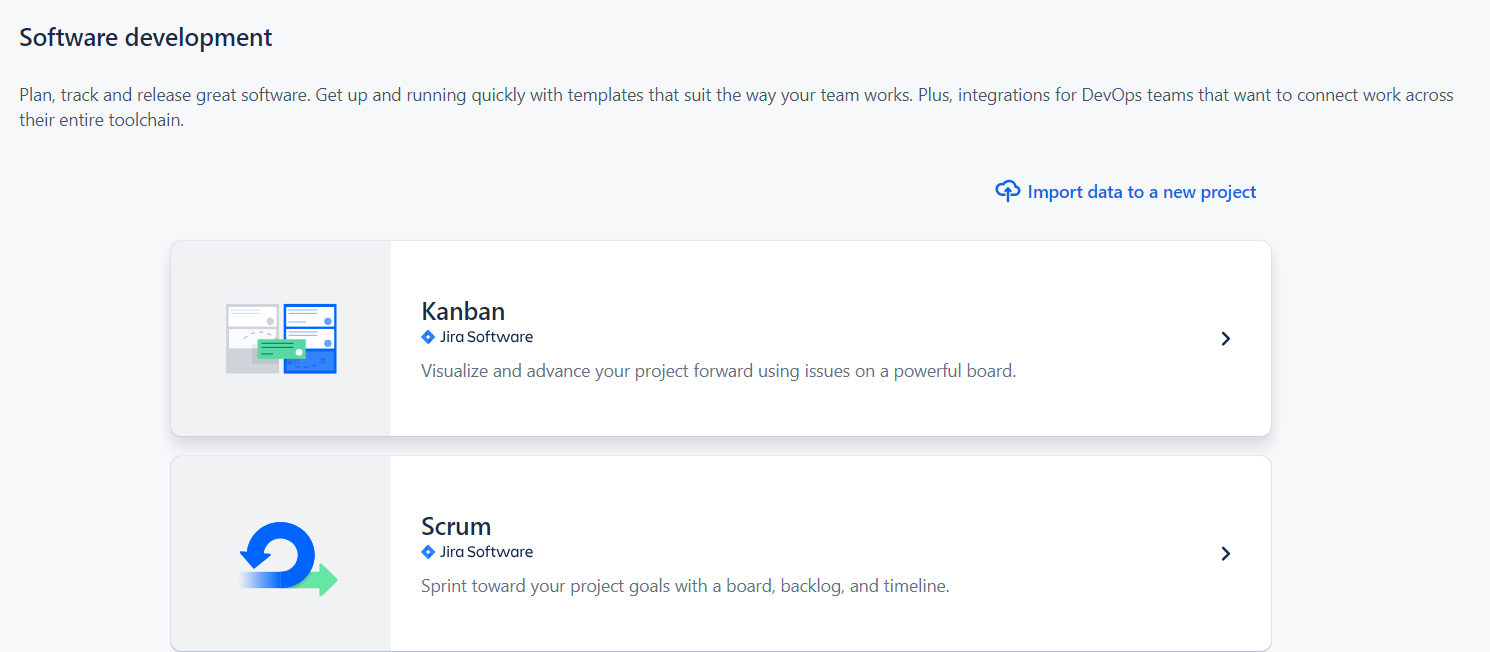 Software development
Plan, track and release great software. Get up and running quickly with templates that suit the way your team works. Plus, integrations for DevOps teams that want to connect work across
their entire toolchain.
Import data to a new project
Kanban
Jira Software
Visualize and advance your project forward using issues on a powerful board.
Scrum
Jira Software
Sprint toward your project goals with a board, backlog, and timeline.